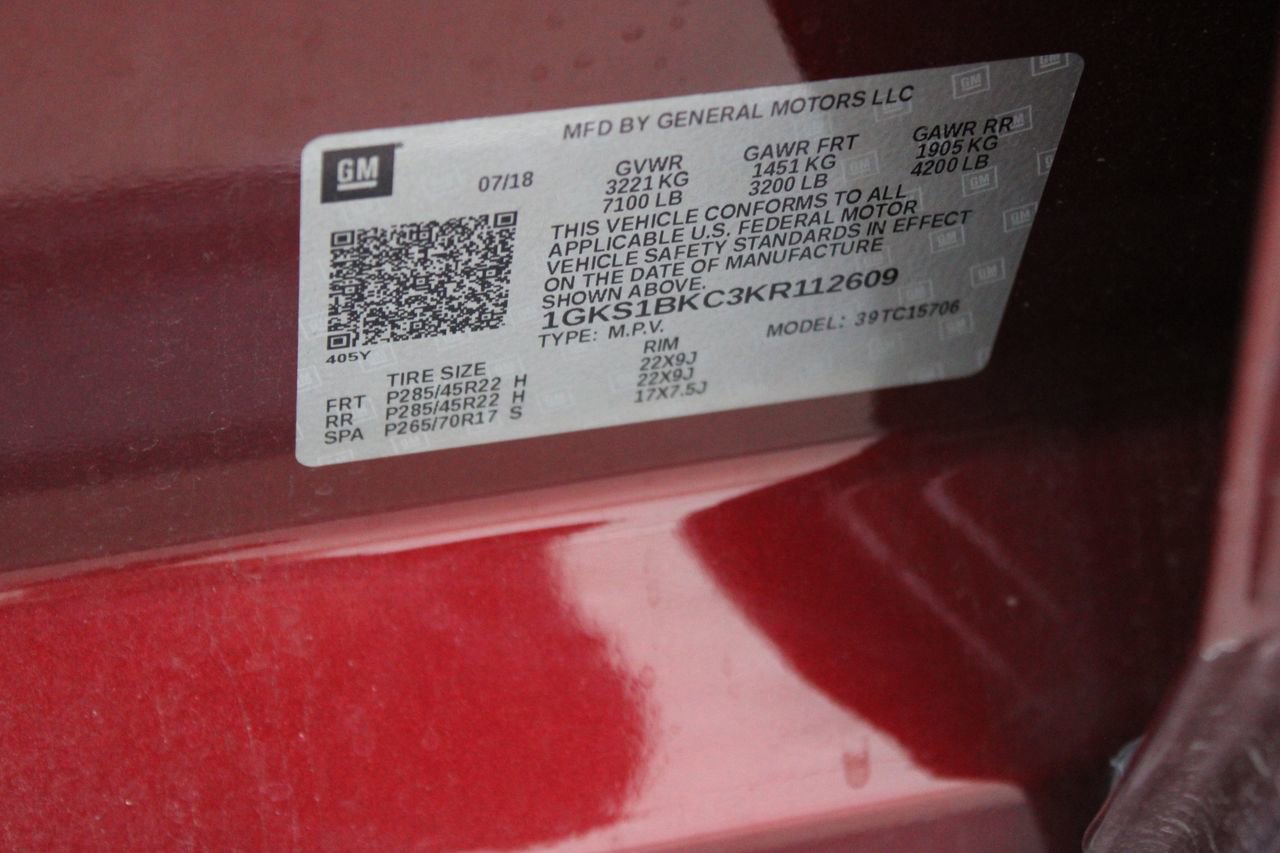 MFD BY GENERAL MOTORS LLC
GM
07/18
GVWR
3221 KG
7100 LB
GAWR FRT
1451 KG
3200 LB
GAWR RR
1905 KG
4200 LB
THIS VEHICLE CONFORMS TO ALL
APPLICABLE U.S. FEDERAL MOTOR
VEHICLE SAFETY STANDARDS IN EFFECT
ON THE DATE OF MANUFACTURE
SHOWN ABOVE.
1GKS1BKC3KR112609
TYPE: M.P.V. MODEL: 39TC15706
405Y
TIRE SIZE RIM
FRT P285/45R22 H 22X9J
RR P285/45R22 H 22X9J
SPA P265/70R17 S 17X7.5J